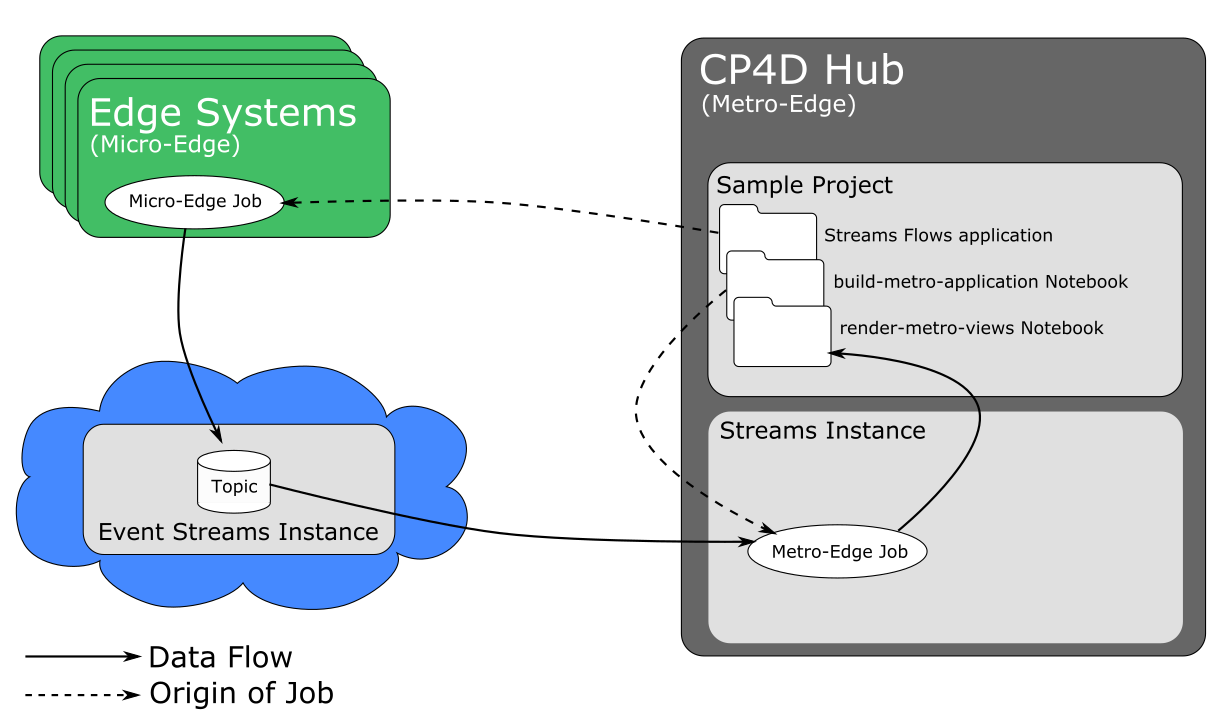 Edge Systems
(Micro-Edge)
Micro-Edge Job
CP4D Hub
(Metro-Edge)
Sample Project
Streams Flows application
build-metro-application Notebook
render-metro-views Notebook
Streams Instance
Metro-Edge Job
Topic
Event Streams Instance
Data Flow
Origin of Job